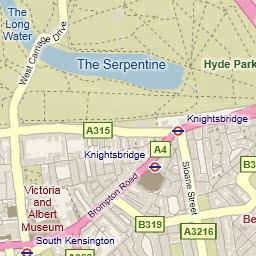 The
Long
Water
West Carriage Drive
The Serpentine
Hyde Park
A315
Knightsbridge
Knightsbridge
A4
Victoria
and
Albert
Museum
Brompton Road
Sloane Street
B319
A3216
South Kensington